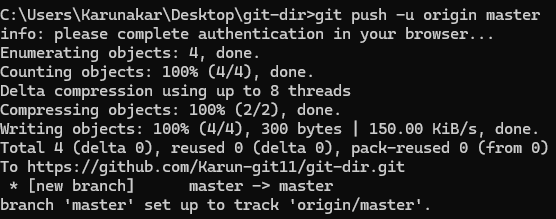 C:\Users\Karunakar\Desktop\git-dir>git push -u origin master
info: please complete authentication in your browser...
Enumerating objects: 4, done.
Counting objects: 100% (4/4), done.
Delta compression using up to 8 threads
Compressing objects: 100% (2/2), done.
Writing objects: 100% (4/4), 300 bytes | 150.00 KiB/s, done.
Total 4 (delta 0), reused 0 (delta 0), pack-reused 0 (from 0)
To https://github.com/Karun-git11/git-dir.git
 * [new branch]      master -> master
branch 'master' set up to track 'origin/master'.